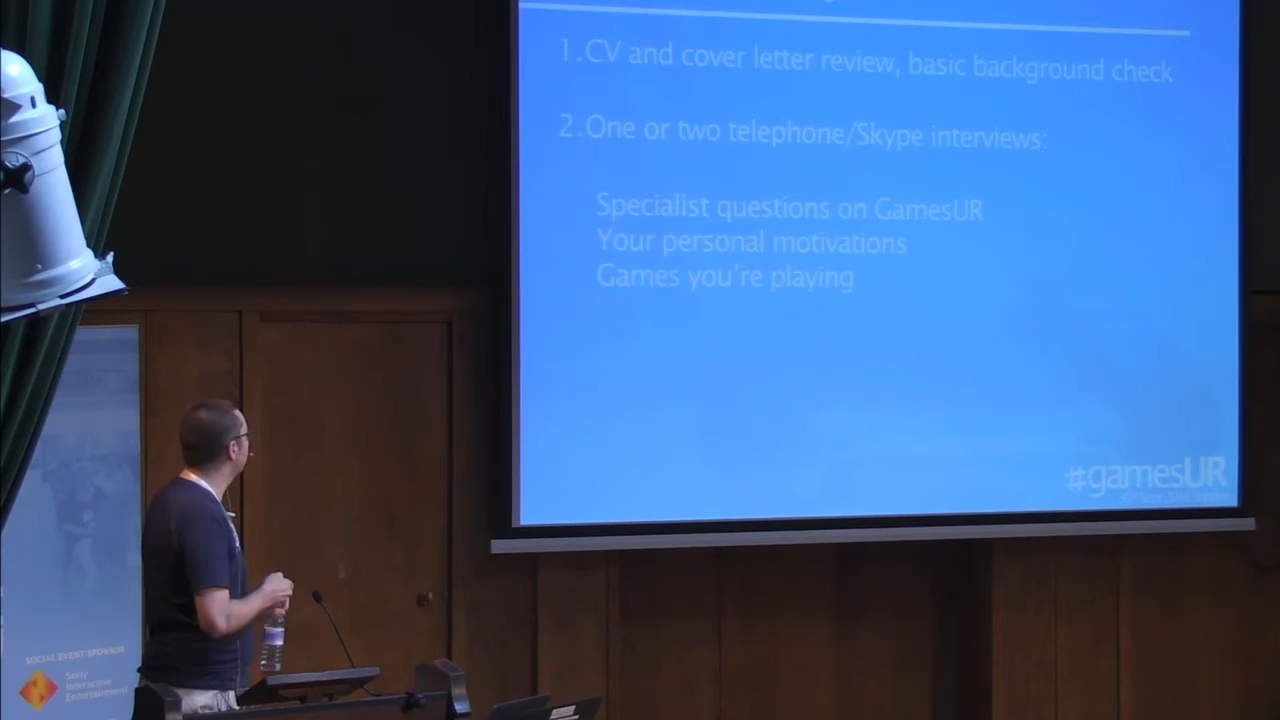 1.CV and cover letter review, basic background check
2.One or two telephone/Skype interviews:
Specialist questions on GamesUR
Your personal motivations
Games you're playing
#gamesUR
SOCIAL EVENT SPONSOR
Sony
Interactive
Entertainment